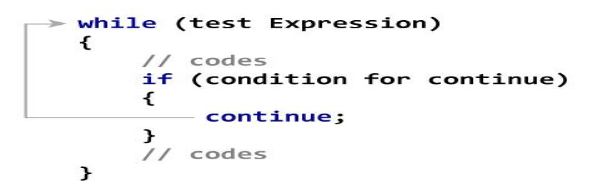 while (test Expression)
{
// codes
if (condition for continue)
{
continue;
}
// codes
}